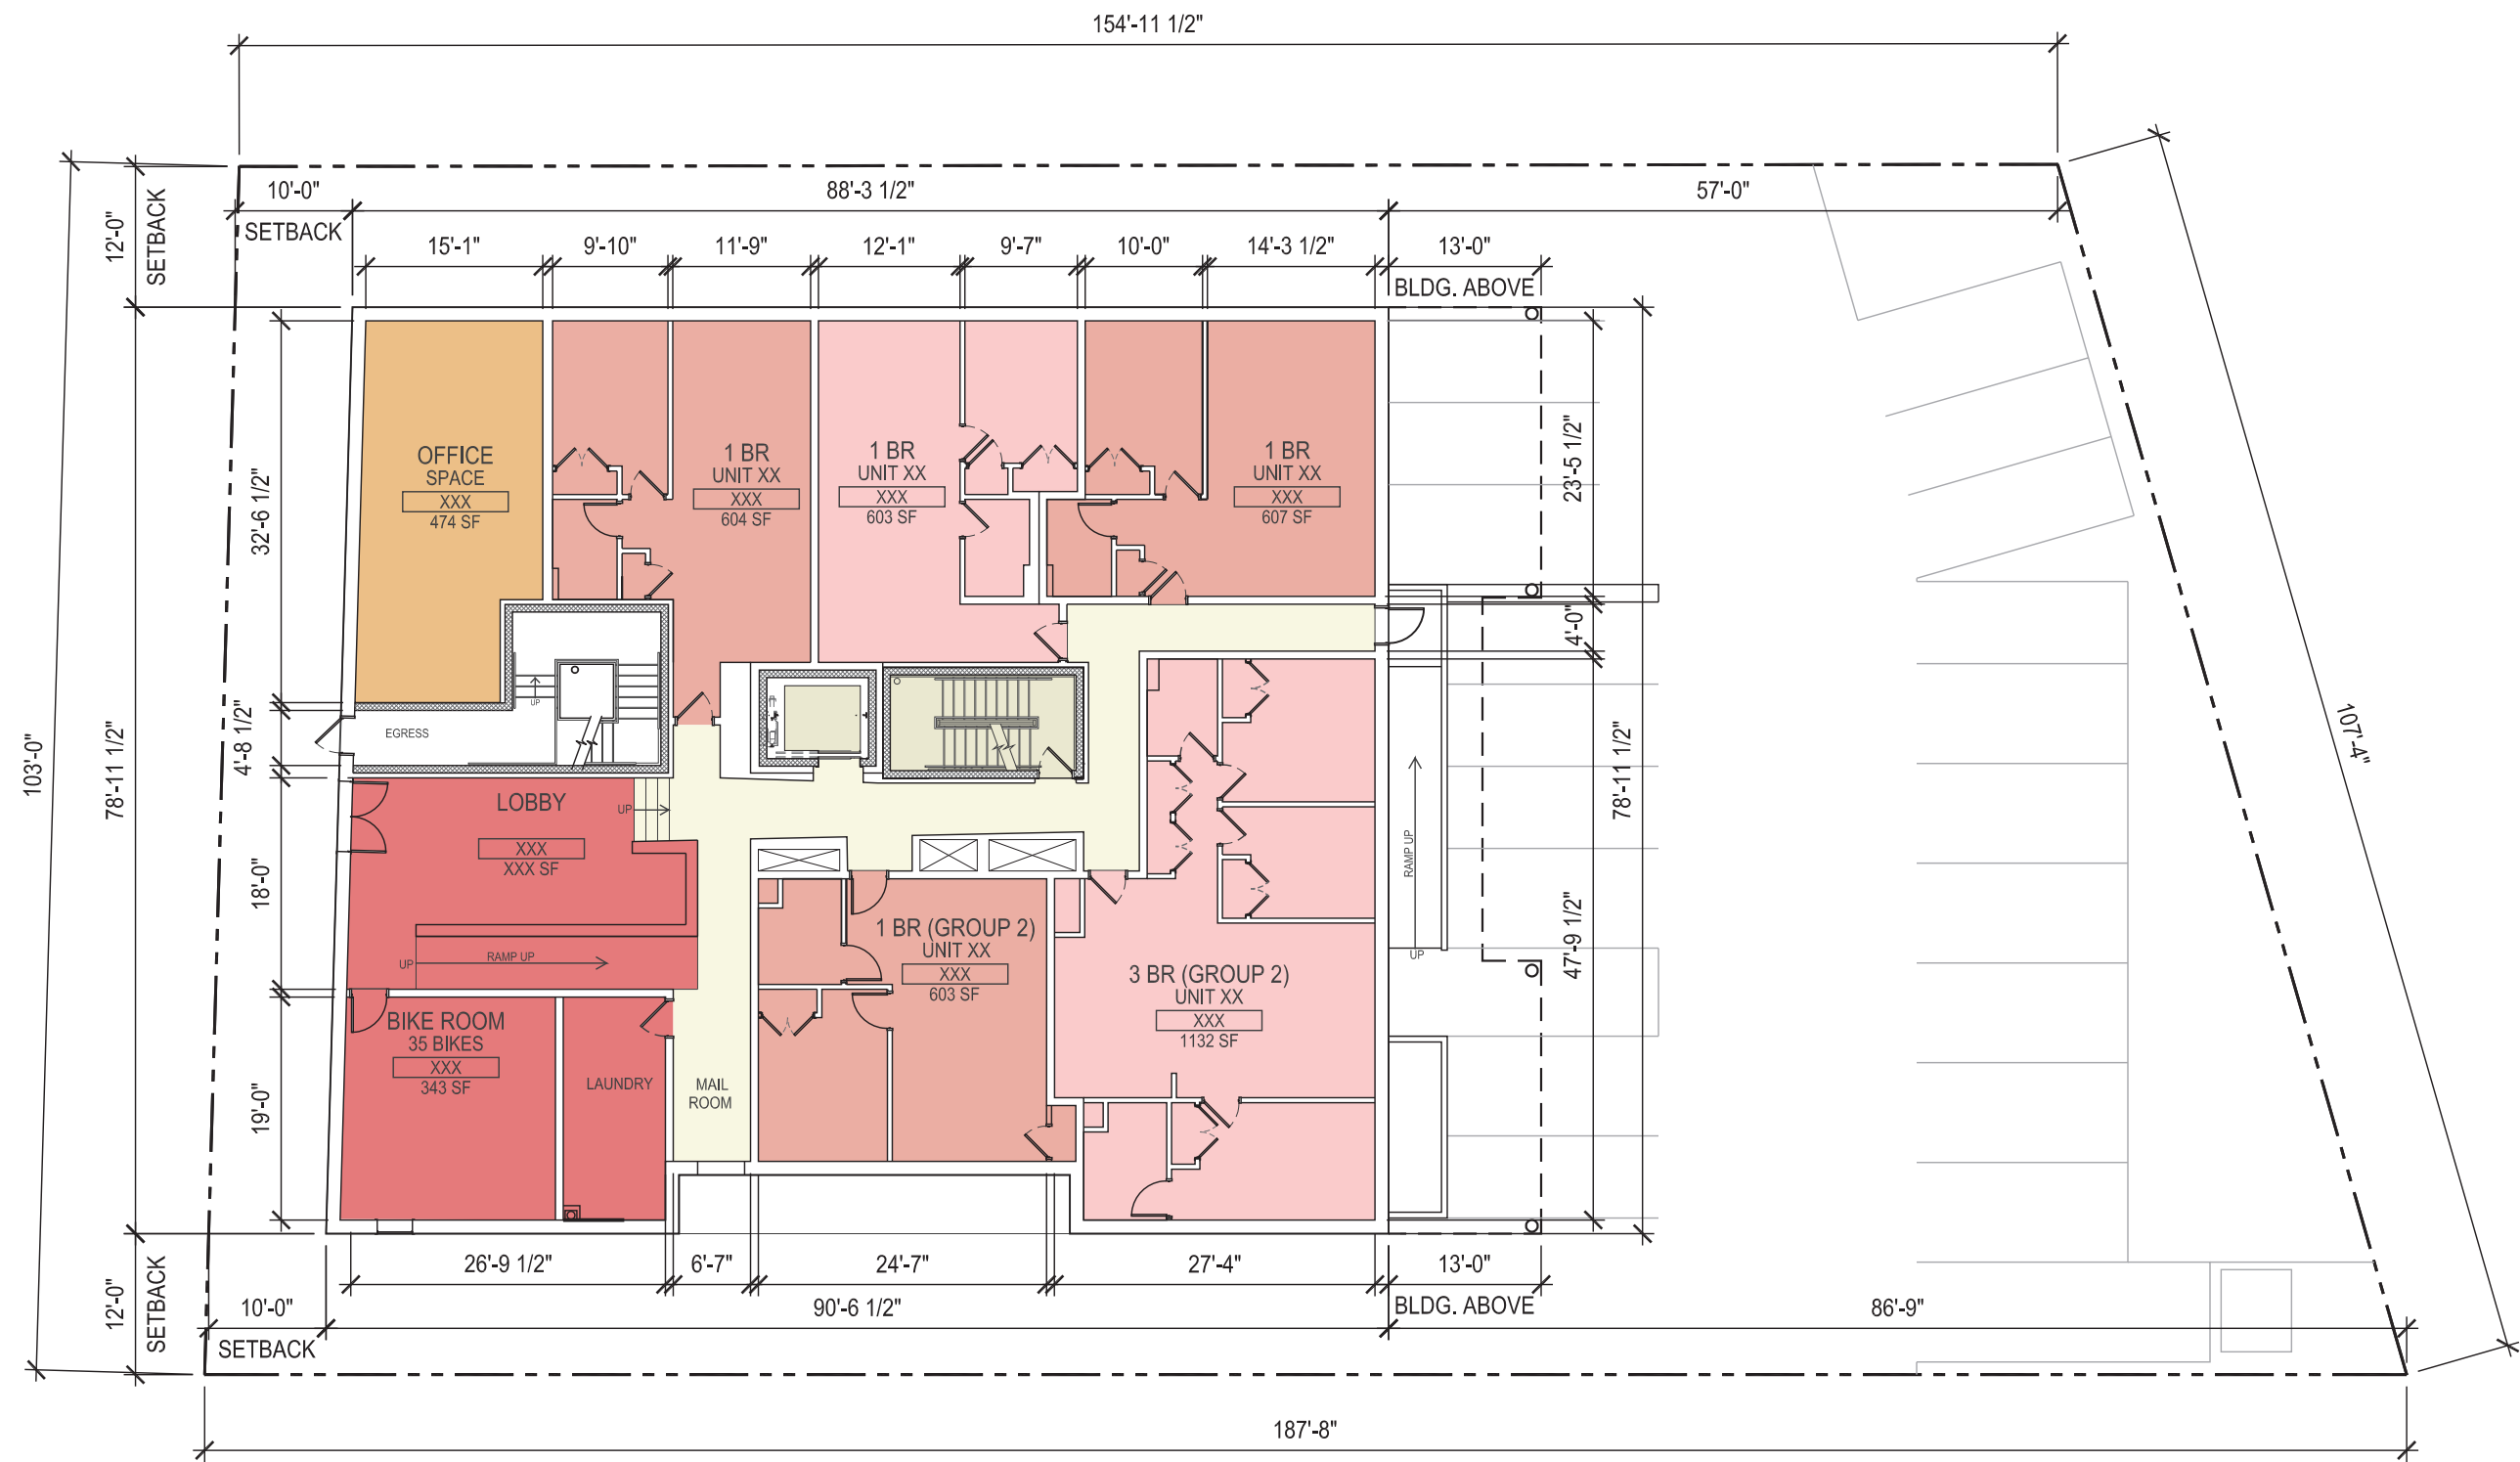 154'-11 1/2"
10'-0"
SETBACK
88'-3 1/2"
57'-0"
12'-0"
SETBACK
15'-1"
9'-10"
11'-9"
12'-1"
9'-7"
10'-0"
14'-3 1/2"
13'-0"
BLDG. ABOVE
103'-0"
78'-11 1/2"
32'-6 1/2"
4'-8 1/2"
18'-0"
19'-0"
OFFICE
SPACE
XXX
474 SF
1 BR
UNIT XX
XXX
604 SF
1 BR
UNIT XX
XXX
603 SF
1 BR
UNIT XX
XXX
607 SF
23'-5 1/2"
4'-0"
47'-9 1/2"
78'-11 1/2"
107'-4"
UP
EGRESS
LOBBY
XXX
XXX SF
UP
UP
RAMP UP
RAMP UP
UP
1 BR (GROUP 2)
UNIT XX
XXX
603 SF
3 BR (GROUP 2)
UNIT XX
XXX
1132 SF
BIKE ROOM
35 BIKES
XXX
343 SF
LAUNDRY
MAIL
ROOM
26'-9 1/2"
6'-7"
24'-7"
27'-4"
13'-0"
BLDG. ABOVE
12'-0"
SETBACK
10'-0"
SETBACK
90'-6 1/2"
86'-9"
187'-8"